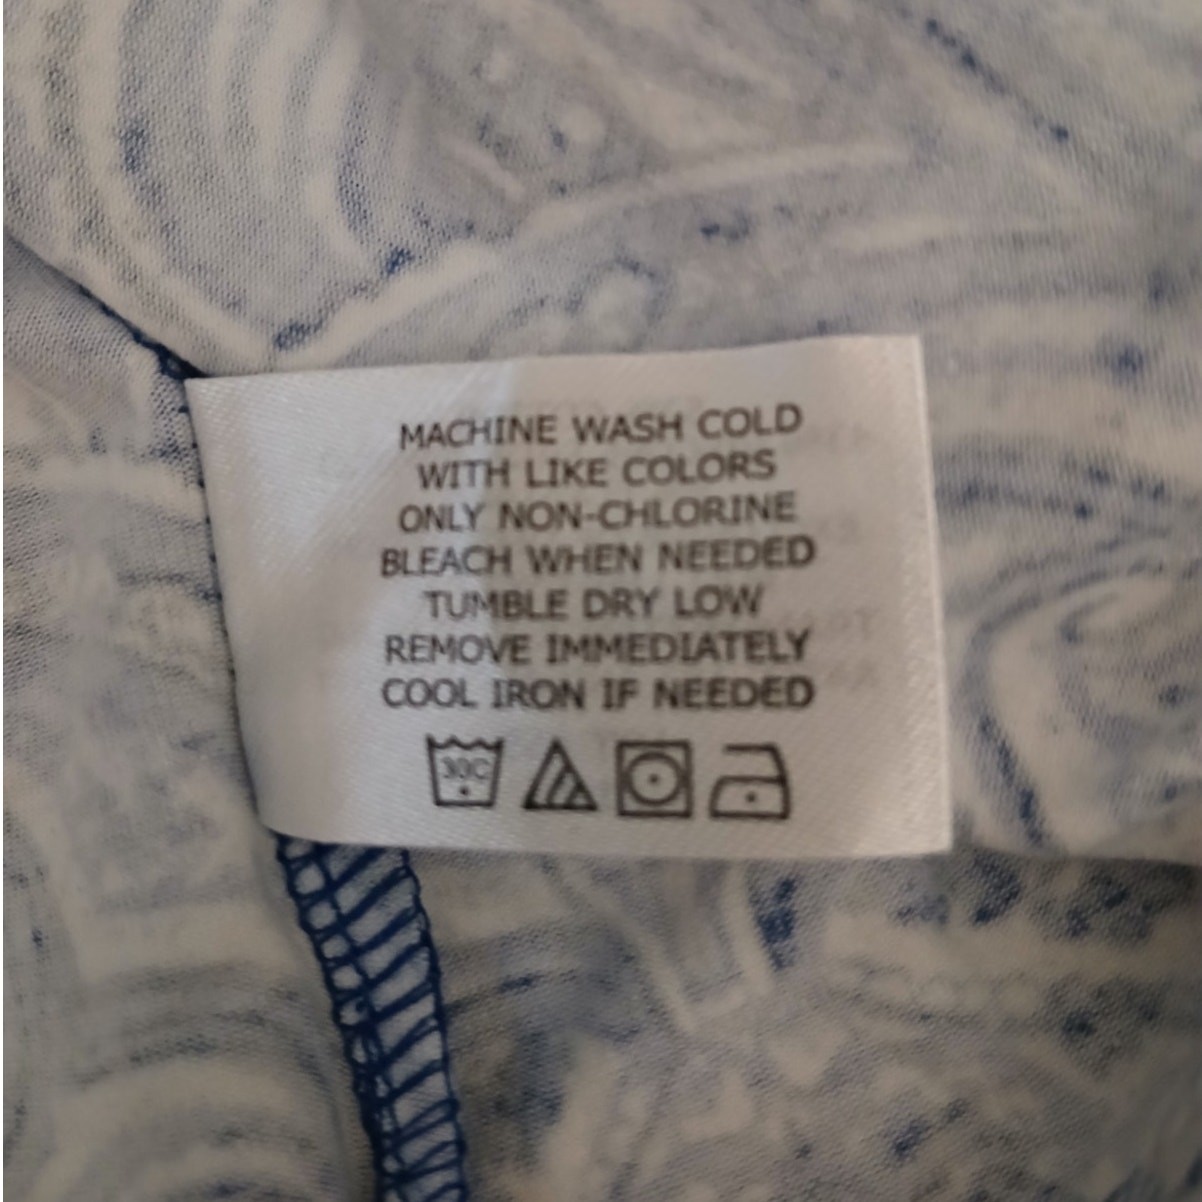 MACHINE WASH COLD
WITH LIKE COLORS
ONLY NON-CHLORINE
BLEACH WHEN NEEDED
TUMBLE DRY LOW
REMOVE IMMEDIATELY
COOL IRON IF NEEDED
30C